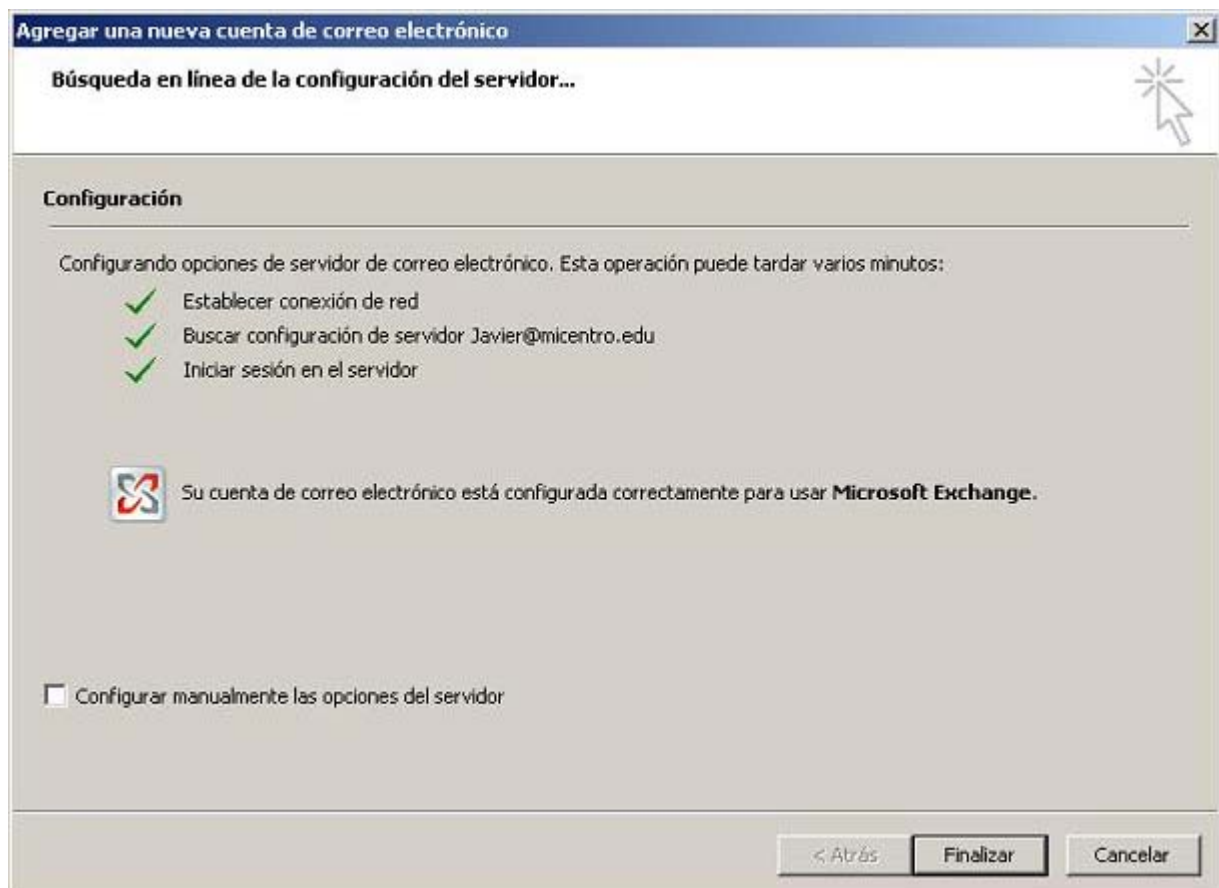 Agregar una nueva cuenta de correo electrónico
Búsqueda en línea de la configuración del servidor...
Configuración
Configurando opciones de servidor de correo electrónico. Esta operación puede tardar varios minutos:
Establecer conexión de red
Buscar configuración de servidor Javier@micentro.edu
Iniciar sesión en el servidor
Su cuenta de correo electrónico está configurada correctamente para usar Microsoft Exchange.
Configurar manualmente las opciones del servidor
< Atrás Finalizar Cancelar